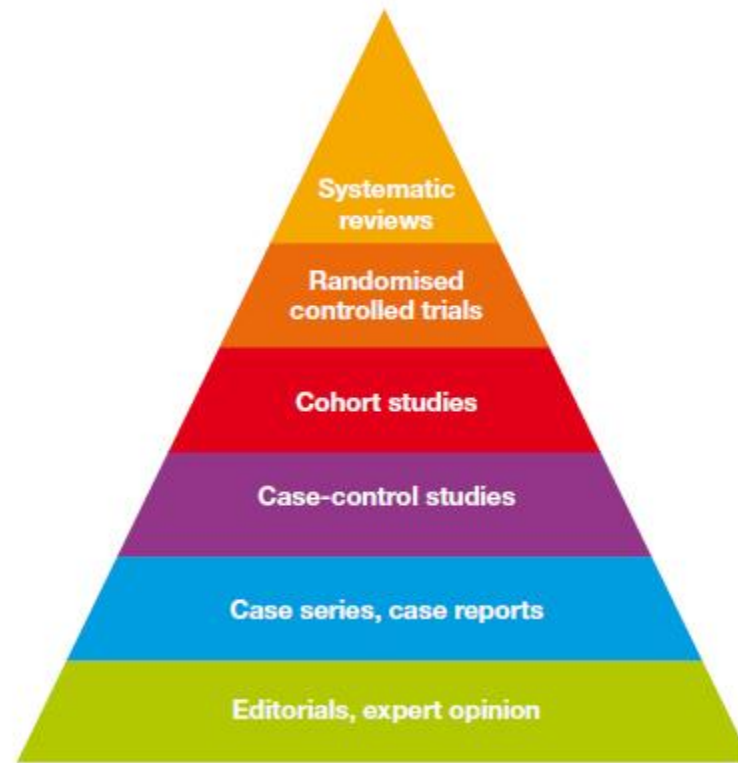 Systematic
reviews
Randomised
controlled trials
Cohort studies
Case-control studies
Case series, case reports
Editorials, expert opinion